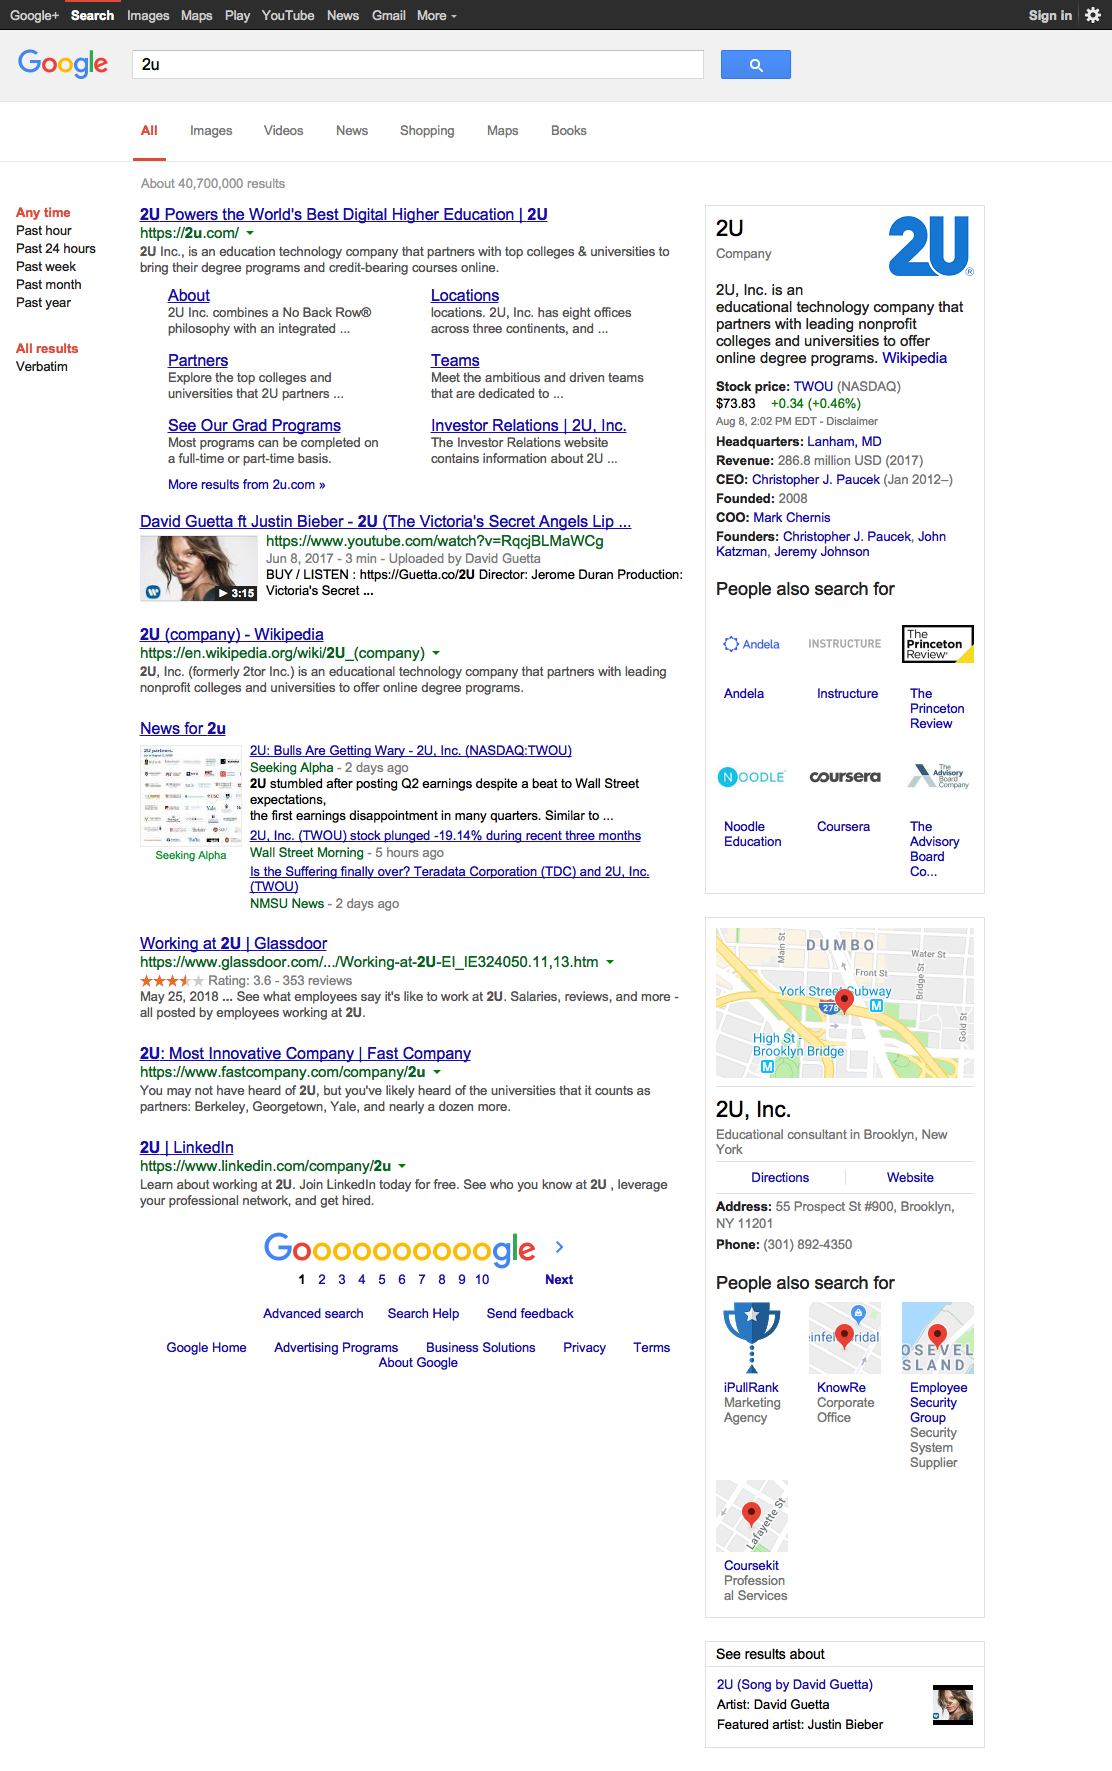 Google+ Search Images Maps Play YouTube News Gmail More Sign in
Google 2u
All Images Videos News Shopping Maps Books
About 40,700,000 results
Any time
Past hour
Past 24 hours
Past week
Past month
Past year
All results
Verbatim
2U Powers the World's Best Digital Higher Education | 2U
https://2u.com/
2U Inc., is an education technology company that partners with top colleges & universities to
bring their degree programs and credit-bearing courses online.
About
2U Inc. combines a No Back Row®
philosophy with an integrated ...
Locations
locations. 2U, Inc. has eight offices
across three continents, and ...
Partners
Explore the top colleges and
universities that 2U partners ...
Teams
Meet the ambitious and driven teams
that are dedicated to ...
See Our Grad Programs
Most programs can be completed on
a full-time or part-time basis.
Investor Relations | 2U, Inc.
The Investor Relations website
contains information about 2U ...
More results from 2u.com »
David Guetta ft Justin Bieber - 2U (The Victoria's Secret Angels Lip ...
https://www.youtube.com/watch?v=RqcjBLMaWCg
Jun 8, 2017 - 3 min - Uploaded by David Guetta
BUY / LISTEN : https://Guetta.co/2U Director: Jerome Duran Production:
Victoria's Secret ...
3:15
2U (company) - Wikipedia
https://en.wikipedia.org/wiki/2U_(company)
2U, Inc. (formerly 2tor Inc.) is an educational technology company that partners with leading
nonprofit colleges and universities to offer online degree programs.
News for 2u
2U partners.
Seeking Alpha
2U: Bulls Are Getting Wary - 2U, Inc. (NASDAQ:TWOU)
Seeking Alpha - 2 days ago
2U stumbled after posting Q2 earnings despite a beat to Wall Street
expectations,
the first earnings disappointment in many quarters. Similar to ...
2U, Inc. (TWOU) stock plunged -19.14% during recent three months
Wall Street Morning - 5 hours ago
Is the Suffering finally over? Teradata Corporation (TDC) and 2U, Inc.
(TWOU)
NMSU News - 2 days ago
Working at 2U | Glassdoor
https://www.glassdoor.com/.../Working-at-2U-EI_IE324050.11,13.htm
Rating: 3.6 - 353 reviews
May 25, 2018 ... See what employees say it's like to work at 2U. Salaries, reviews, and more -
all posted by employees working at 2U.
2U: Most Innovative Company | Fast Company
https://www.fastcompany.com/company/2u
You may not have heard of 2U, but you've likely heard of the universities that it counts as
partners: Berkeley, Georgetown, Yale, and nearly a dozen more.
2U | LinkedIn
https://www.linkedin.com/company/2u
Learn about working at 2U. Join LinkedIn today for free. See who you know at 2U , leverage
your professional network, and get hired.
Goooooooooogle
1 2 3 4 5 6 7 8 9 10 Next
Advanced search Search Help Send feedback
Google Home Advertising Programs Business Solutions Privacy Terms
About Google
2U
Company
2U®
2U, Inc. is an
educational technology company that
partners with leading nonprofit
colleges and universities to offer
online degree programs. Wikipedia
Stock price: TWOU (NASDAQ)
$73.83 +0.34 (+0.46%)
Aug 8, 2:02 PM EDT - Disclaimer
Headquarters: Lanham, MD
Revenue: 286.8 million USD (2017)
CEO: Christopher J. Paucek (Jan 2012–)
Founded: 2008
COO: Mark Chernis
Founders: Christopher J. Paucek, John
Katzman, Jeremy Johnson
People also search for
Andela
INSTRUCTURE
The
Princeton
Review®
Andela
Instructure
The
Princeton
Review
NOODLE
coursera
The
Advisory
Board
Company
Noodle
Education
Coursera
The
Advisory
Board
Co...
DUMBO
Main St
Water St
Front St
Bridge St
York Street Subway
278
M
Gold St
High St -
Brooklyn Bridge
M
2U, Inc.
Educational consultant in Brooklyn, New
York
Directions Website
Address: 55 Prospect St #900, Brooklyn,
NY 11201
Phone: (301) 892-4350
People also search for
einfel ridal
OSEVEL
SLAND
iPullRank
Marketing
Agency
KnowRe
Corporate
Office
Employee
Security
Group
Security
System
Supplier
Lafayette St
Coursekit
Profession
al Services
See results about
2U (Song by David Guetta)
Artist: David Guetta
Featured artist: Justin Bieber